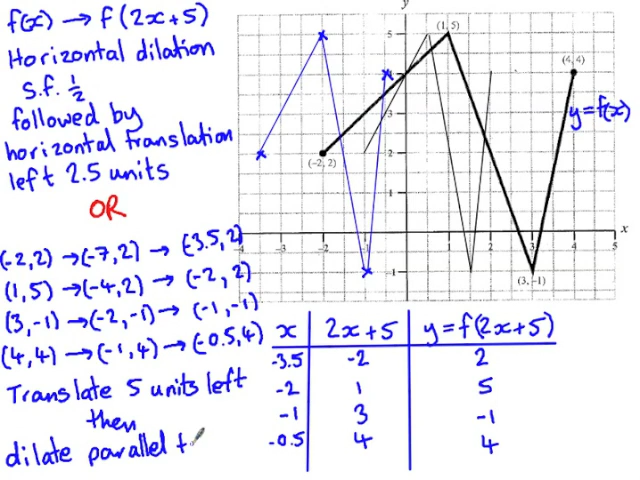 f(x) → f(2x+5)
Horizontal dilation
s.f. 1/2
followed by
horizontal translation
left 2.5 units
OR
(-2,2) → (-7,2) → (-3.5,2)
(1,5) → (-4,2) → (-2,2)
(3,-1) → (-2,-1) → (-1,-1)
(4,4) → (-1,4) → (-0.5,4)
Translate 5 units left
then
dilate parallel t
y
(1, 5)
(4, 4)
y=f(x)
(-2, 2)
(3, -1)
x
5
3
2
1
-1
-4 -3 -2 -1 1 2 3 4 5
x | 2x+5 | y=f(2x+5)
-3.5 | -2 | 2
-2 | 1 | 5
-1 | 3 | -1
-0.5 | 4 | 4